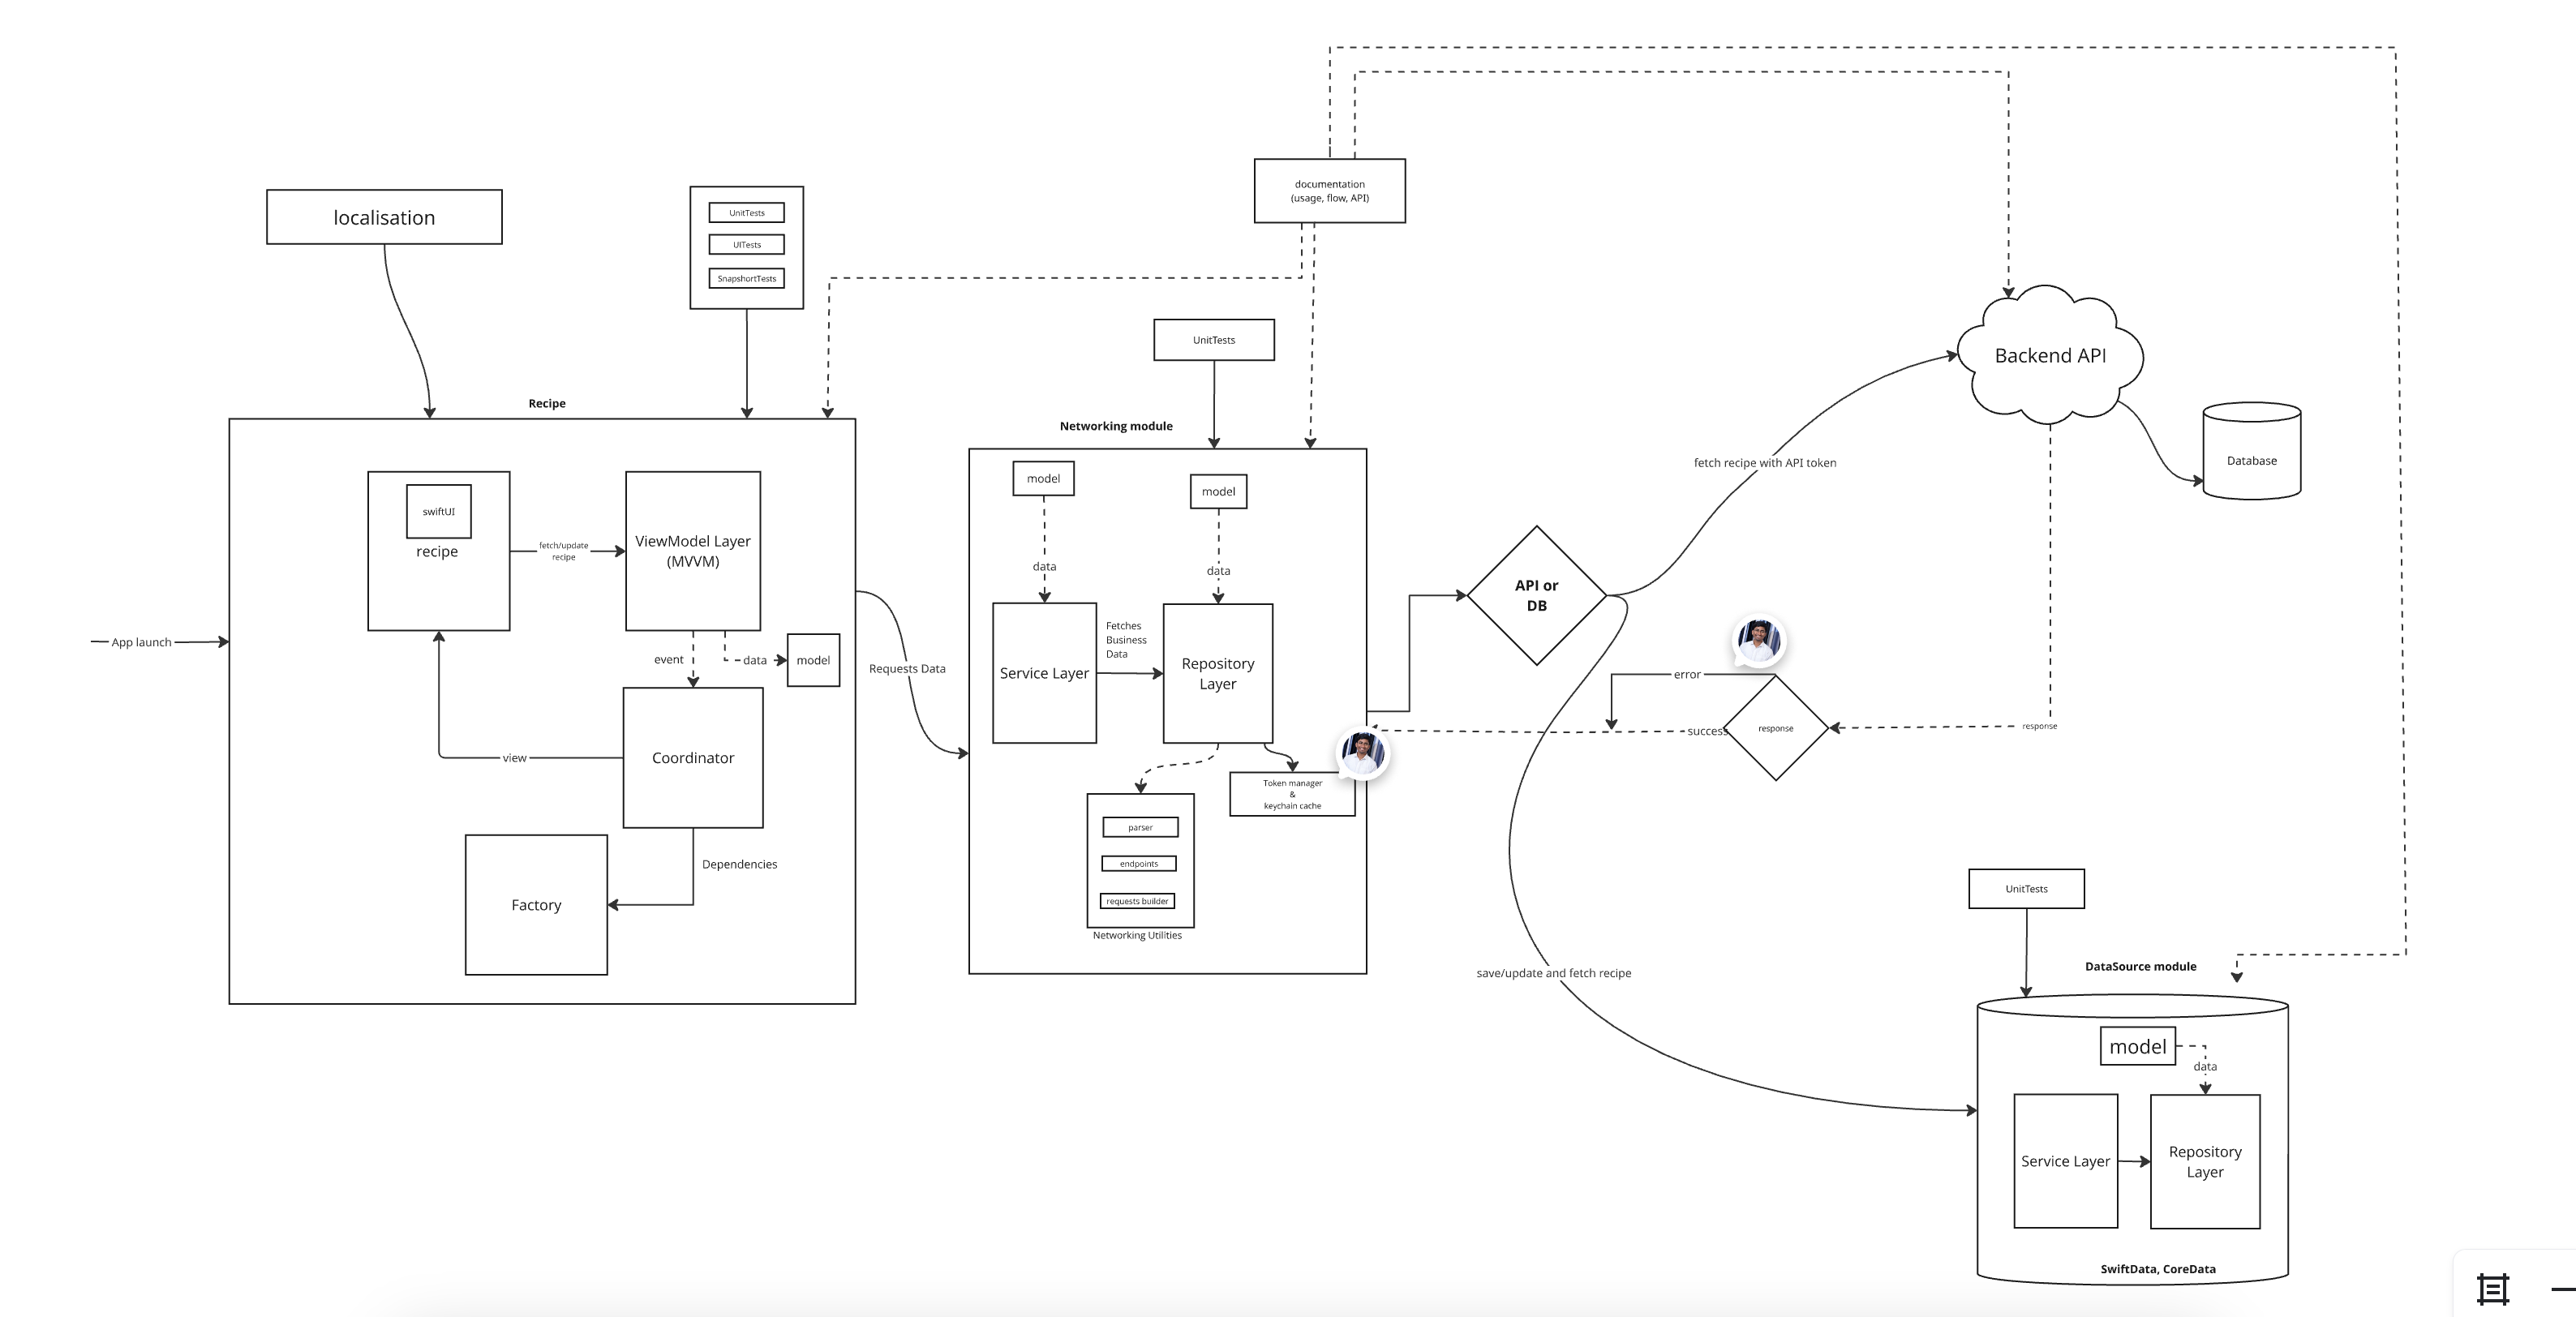 documentation
(usage, flow, API)
localisation
UnitTests
UITests
SnapshortTests
UnitTests
Backend API
Database
Recipe
swiftUI
recipe
fetch/update
recipe
ViewModel Layer
(MVVM)
event
data
model
App launch
view
Coordinator
Dependencies
Factory
Requests Data
Networking module
model
model
data
data
Service Layer
Fetches
Business
Data
Repository
Layer
Token manager
&
keychain cache
parser
endpoints
requests builder
Networking Utilities
API or
DB
fetch recipe with API token
error
success
response
response
save/update and fetch recipe
UnitTests
DataSource module
model
data
Service Layer
Repository
Layer
SwiftData, CoreData